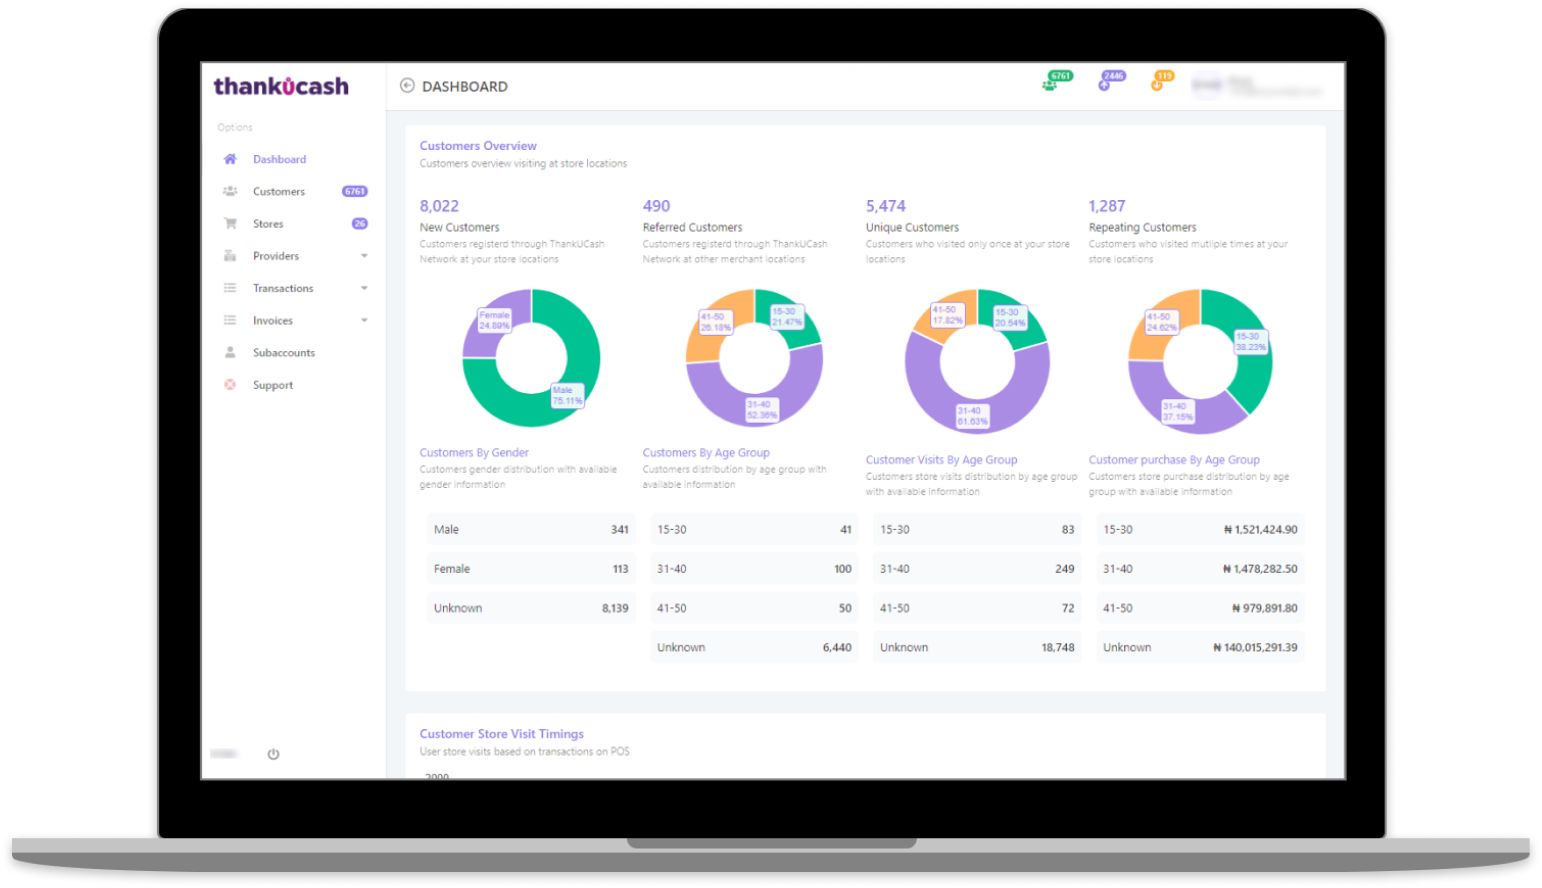 thankucash
DASHBOARD
6761
2446
119
Options
Dashboard
Customers 6761
Stores 26
Providers
Transactions
Invoices
Subaccounts
Support
Customers Overview
Customers overview visiting at store locations
8,022
New Customers
Customers registerd through ThankUCash
Network at your store locations
490
Referred Customers
Customers registerd through ThankUCash
Network at other merchant locations
5,474
Unique Customers
Customers who visited only once at your store
locations
1,287
Repeating Customers
Customers who visited mutliple times at your
store locations
Female
24.89%
Male
75.11%
41-50
26.18%
15-30
21.47%
31-40
52.36%
41-50
17.82%
15-30
20.54%
31-40
61.63%
41-50
24.62%
15-30
38.23%
31-40
37.15%
Customers By Gender
Customers gender distribution with available
gender information
Male 341
Female 113
Unknown 8,139
Customers By Age Group
Customers distribution by age group with
available information
15-30 41
31-40 100
41-50 50
Unknown 6,440
Customer Visits By Age Group
Customers store visits distribution by age group
with available information
15-30 83
31-40 249
41-50 72
Unknown 18,748
Customer purchase By Age Group
Customers store purchase distribution by age
group with available information
15-30 ₦ 1,521,424.90
31-40 ₦ 1,478,282.50
41-50 ₦ 979,891.80
Unknown ₦ 140,015,291.39
Customer Store Visit Timings
User store visits based on transactions on POS
2000